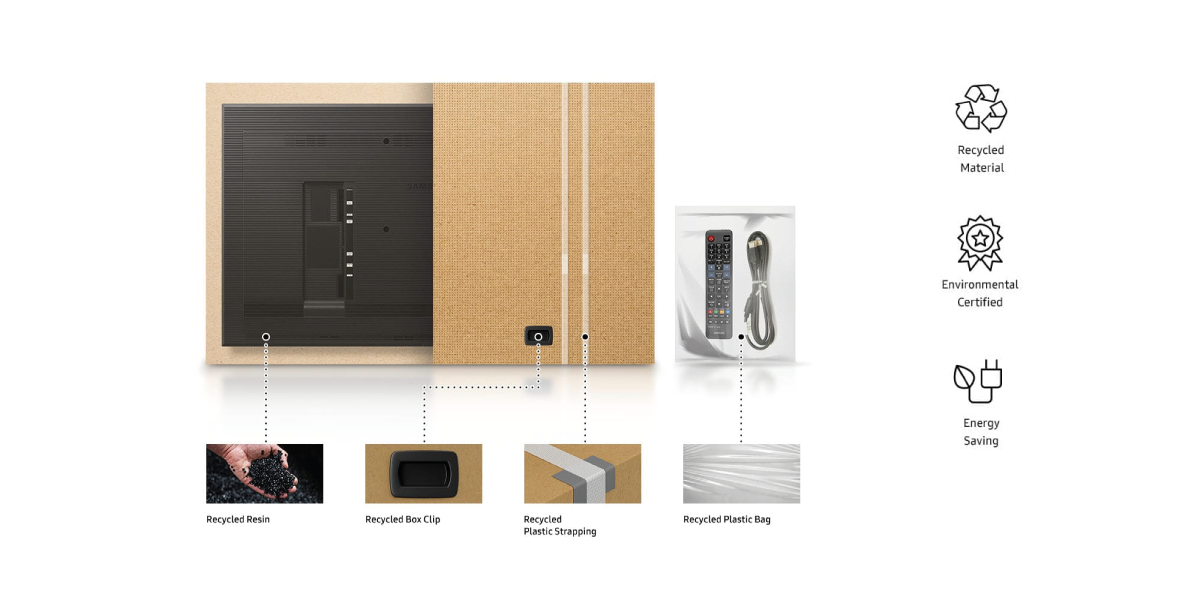 Recycled
Material
Environmental
Certified
Energy
Saving
Recycled Resin
Recycled Box Clip
Recycled
Plastic Strapping
Recycled Plastic Bag